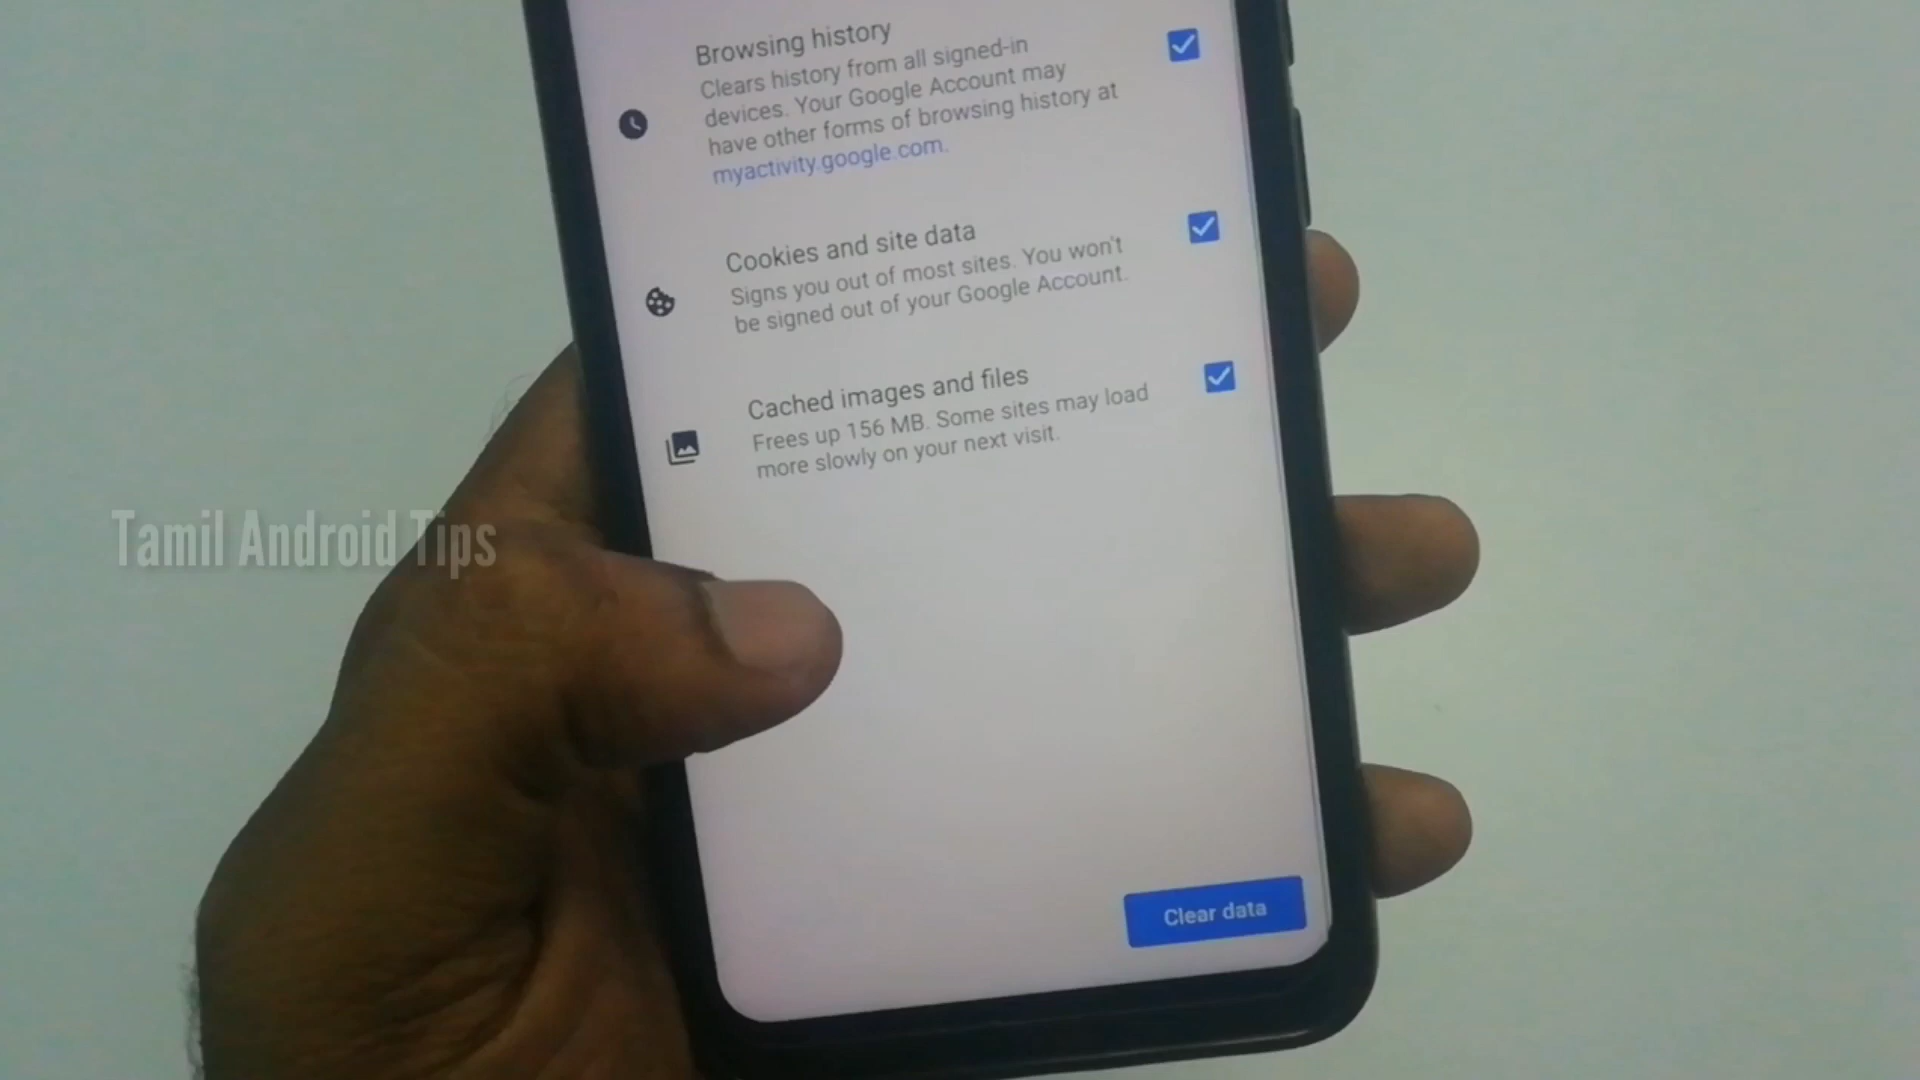 Browsing history
Clears history from all signed-in
devices. Your Google Account may
have other forms of browsing history at
myactivity.google.com.
Cookies and site data
Signs you out of most sites. You won't
be signed out of your Google Account.
Cached images and files
Frees up 156 MB. Some sites may load
more slowly on your next visit.
Tamil Android Tips
Clear data